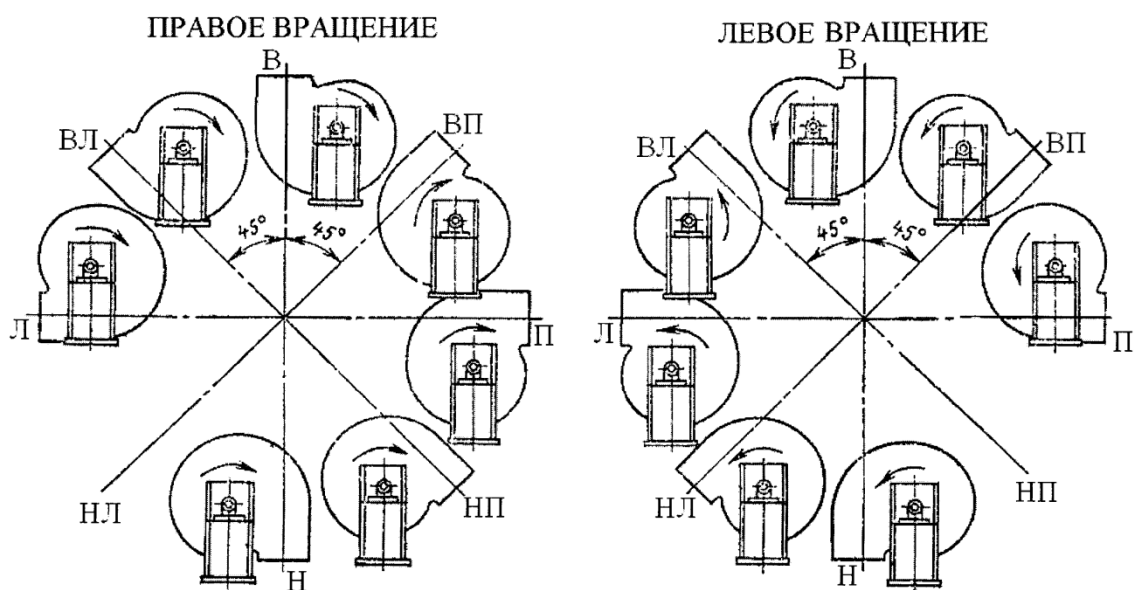 ПРАВОЕ ВРАЩЕНИЕ
В
ВЛ
ВП
45°
45°
Л
П
НЛ
НП
Н
ЛЕВОЕ ВРАЩЕНИЕ
В
ВЛ
ВП
45°
45°
Л
П
НЛ
НП
Н